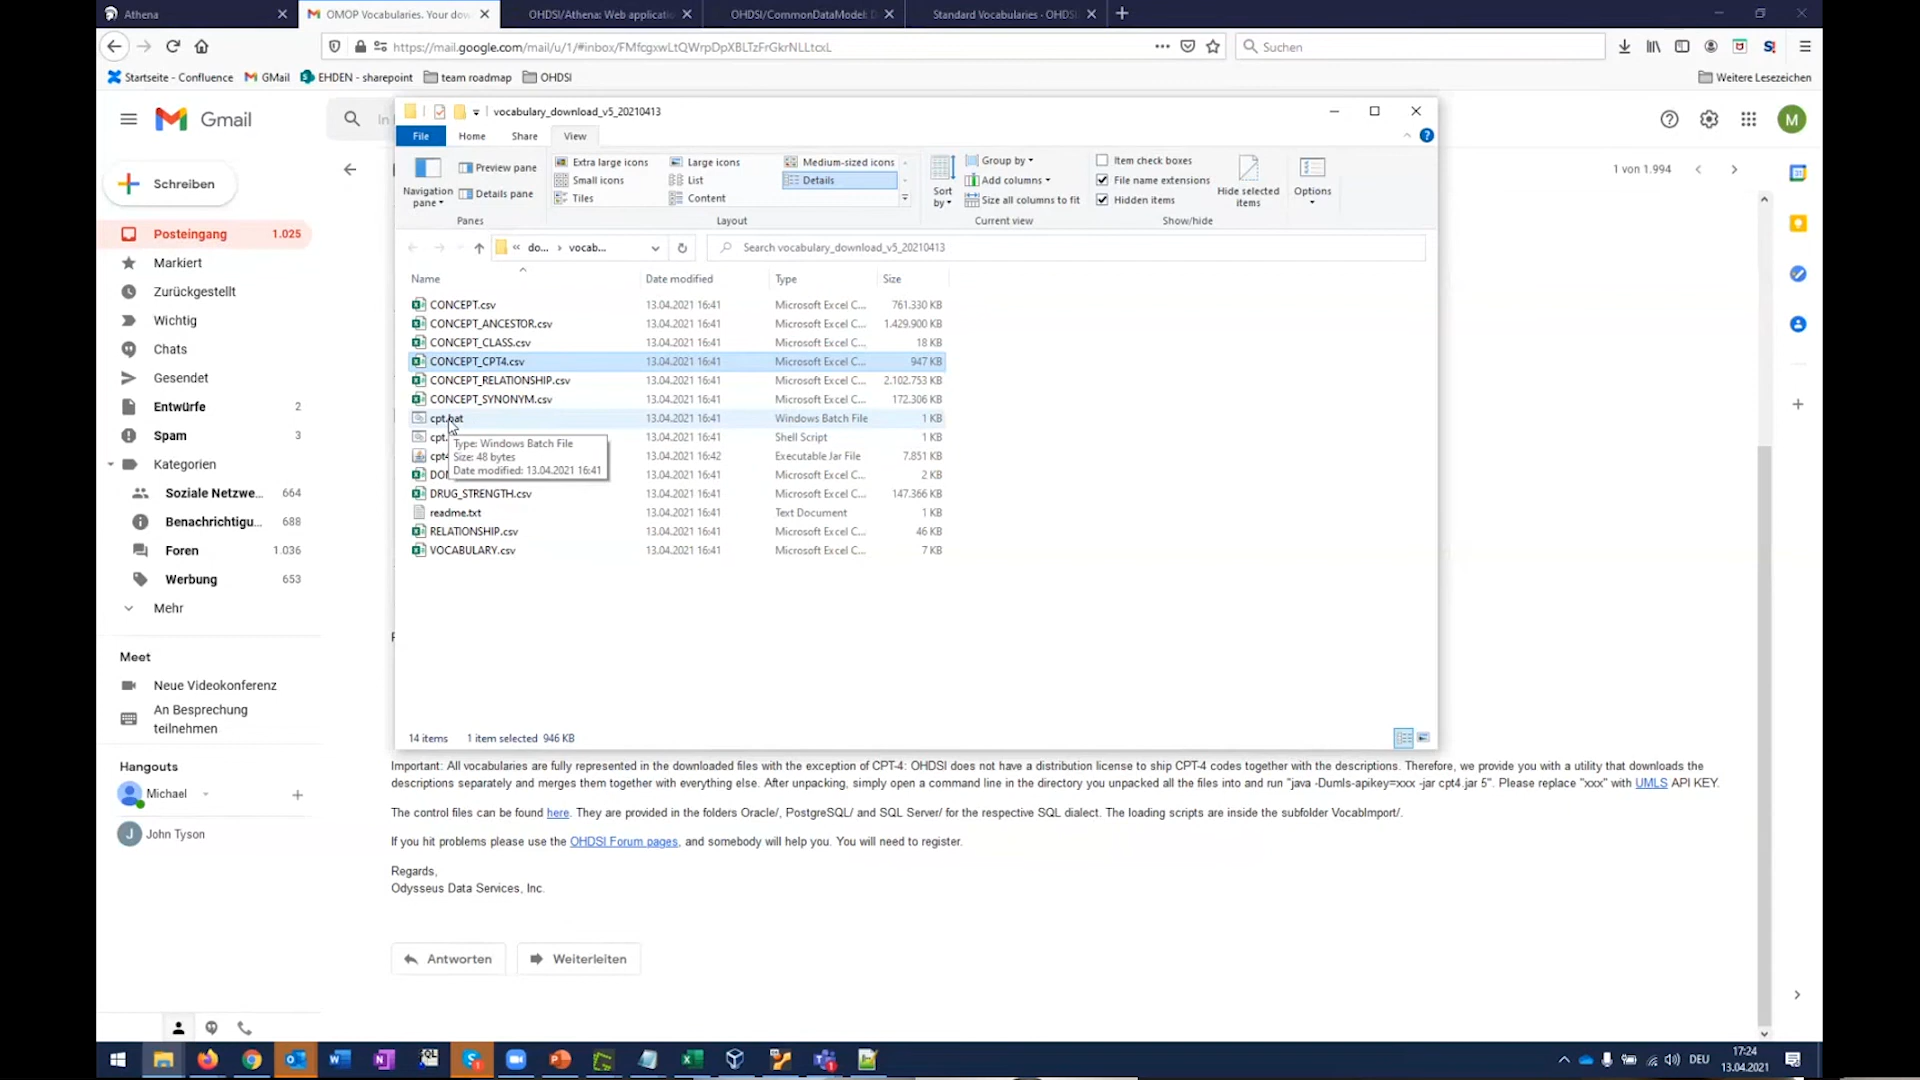 Athena
OMOP Vocabularies. Your dow
OHDSI/Athena: Web applicati
OHDSI/CommonDataModel: D
Standard Vocabularies · OHDSI
https://mail.google.com/mail/u/1/#inbox/FMfcgxwLtQWrpDpXBLTzFrGkrNLLtcxL
Suchen
Startseite - Confluence
GMail
EHDEN - sharepoint
team roadmap
OHDSI
Weitere Lesezeichen
Gmail
In
M
Schreiben
1 von 1.994
Posteingang 1.025
Markiert
Zurückgestellt
Wichtig
Chats
Gesendet
Entwürfe 2
Spam 3
Kategorien
Soziale Netzwe... 664
Benachrichtigu... 688
Foren 1.036
Werbung 653
Mehr
Meet
Neue Videokonferenz
An Besprechung
teilnehmen
Hangouts
Michael
J John Tyson
vocabulary_download_v5_20210413
File Home Share View
Navigation
pane
Preview pane
Details pane
Panes
Extra large icons Large icons Medium-sized icons
Small icons List Details
Tiles Content
Layout
Sort
by
Group by
Add columns
Size all columns to fit
Current view
Item check boxes
File name extensions
Hidden items
Hide selected
items
Show/hide
Options
« do... › vocab...
Search vocabulary_download_v5_20210413
Name Date modified Type Size
CONCEPT.csv 13.04.2021 16:41 Microsoft Excel C... 761.330 KB
CONCEPT_ANCESTOR.csv 13.04.2021 16:41 Microsoft Excel C... 1.429.900 KB
CONCEPT_CLASS.csv 13.04.2021 16:41 Microsoft Excel C... 18 KB
CONCEPT_CPT4.csv 13.04.2021 16:41 Microsoft Excel C... 947 KB
CONCEPT_RELATIONSHIP.csv 13.04.2021 16:41 Microsoft Excel C... 2.102.753 KB
CONCEPT_SYNONYM.csv 13.04.2021 16:41 Microsoft Excel C... 172.306 KB
cpt.bat 13.04.2021 16:41 Windows Batch File 1 KB
cpt. 13.04.2021 16:41 Shell Script 1 KB
cpt4 13.04.2021 16:42 Executable Jar File 7.851 KB
DOM 13.04.2021 16:41 Microsoft Excel C... 2 KB
DRUG_STRENGTH.csv 13.04.2021 16:41 Microsoft Excel C... 147.366 KB
readme.txt 13.04.2021 16:41 Text Document 1 KB
RELATIONSHIP.csv 13.04.2021 16:41 Microsoft Excel C... 46 KB
VOCABULARY.csv 13.04.2021 16:41 Microsoft Excel C... 7 KB
Type: Windows Batch File
Size: 48 bytes
Date modified: 13.04.2021 16:41
14 items 1 item selected 946 KB
Important: All vocabularies are fully represented in the downloaded files with the exception of CPT-4: OHDSI does not have a distribution license to ship CPT-4 codes together with the descriptions. Therefore, we provide you with a utility that downloads the
descriptions separately and merges them together with everything else. After unpacking, simply open a command line in the directory you unpacked all the files into and run "java -Dumls-apikey=xxx -jar cpt4.jar 5". Please replace "xxx" with UMLS API KEY.
The control files can be found here. They are provided in the folders Oracle/, PostgreSQL/ and SQL Server/ for the respective SQL dialect. The loading scripts are inside the subfolder VocabImport/.
If you hit problems please use the OHDSI Forum pages, and somebody will help you. You will need to register.
Regards,
Odysseus Data Services, Inc.
Antworten
Weiterleiten
DEU
17:24
13.04.2021